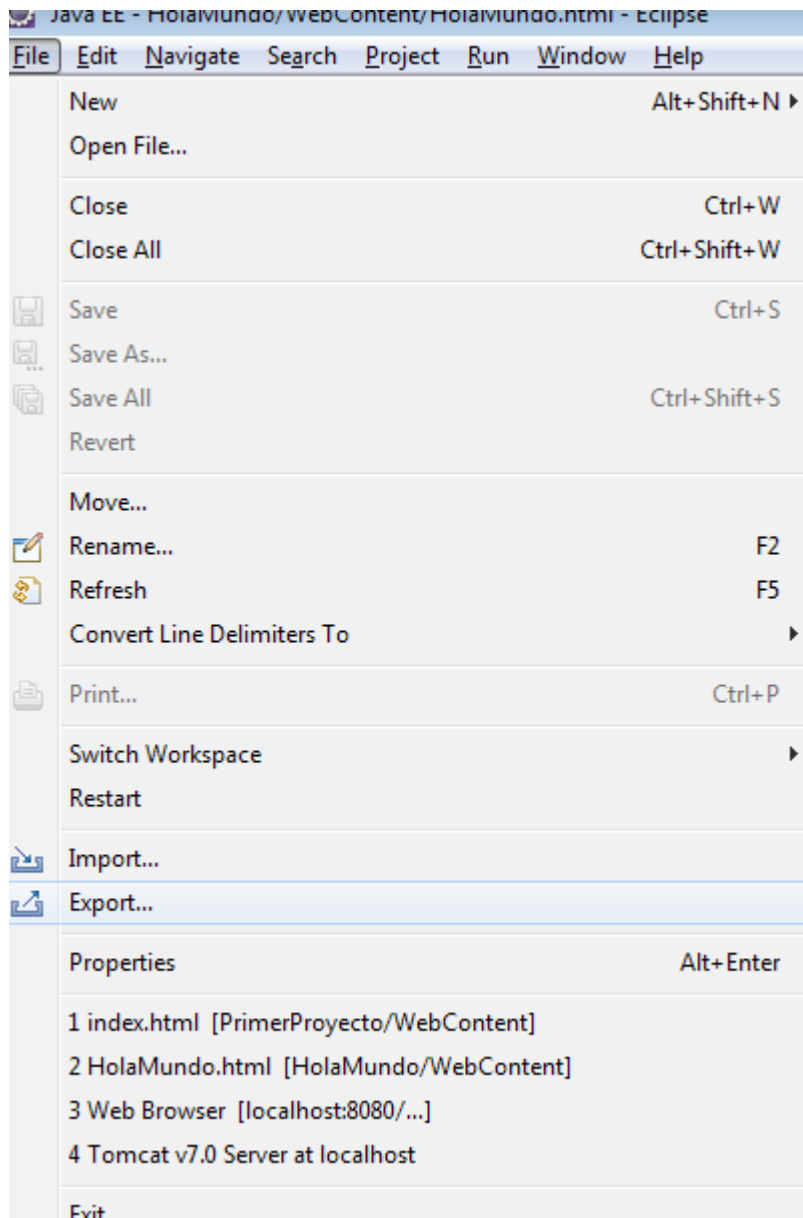 Java EE - HolaMundo/WebContent/HolaMundo.html - Eclipse
File Edit Navigate Search Project Run Window Help
New Alt+Shift+N
Open File...
Close Ctrl+W
Close All Ctrl+Shift+W
Save Ctrl+S
Save As...
Save All Ctrl+Shift+S
Revert
Move...
Rename... F2
Refresh F5
Convert Line Delimiters To
Print... Ctrl+P
Switch Workspace
Restart
Import...
Export...
Properties Alt+Enter
1 index.html [PrimerProyecto/WebContent]
2 HolaMundo.html [HolaMundo/WebContent]
3 Web Browser [localhost:8080/...]
4 Tomcat v7.0 Server at localhost
Exit